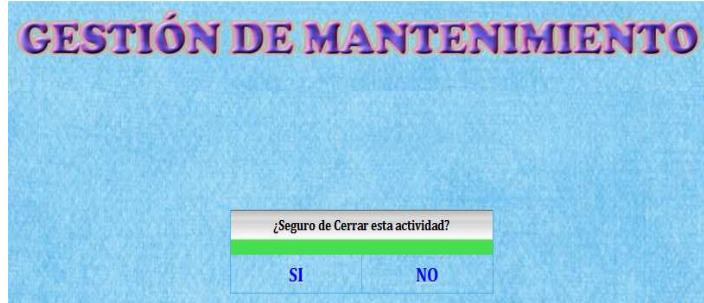 GESTIÓN DE MANTENIMIENTO
¿Seguro de Cerrar esta actividad?
SI NO